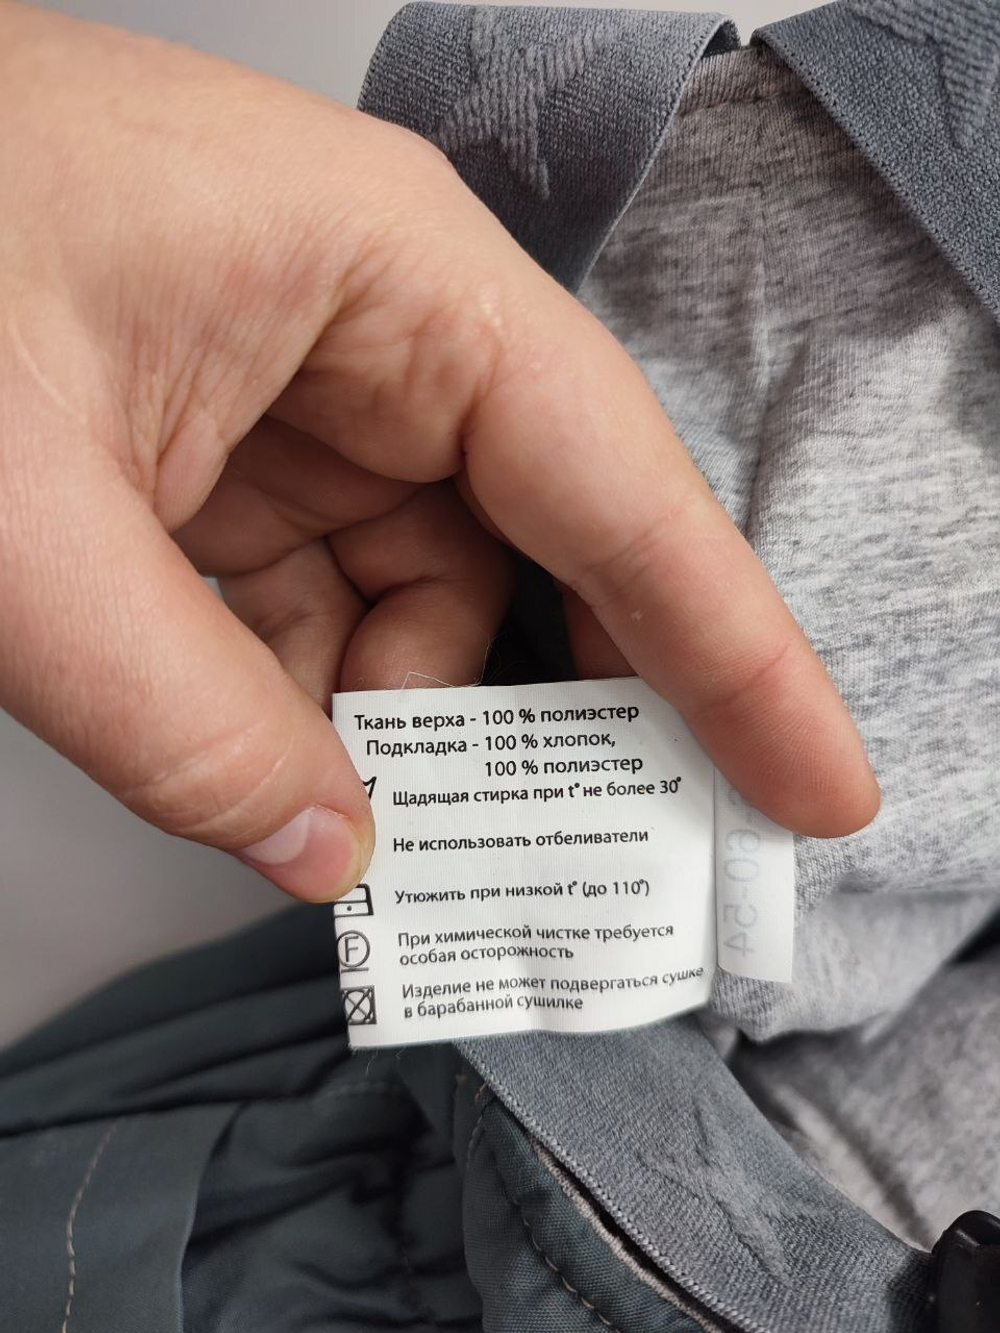 Ткань верха - 100 % полиэстер
Подкладка - 100 % хлопок,
100 % полиэстер
Щадящая стирка при t° не более 30°
Не использовать отбеливатели
Утюжить при низкой t° (до 110°)
F
При химической чистке требуется
особая осторожность
Изделие не может подвергаться сушке
в барабанной сушилке